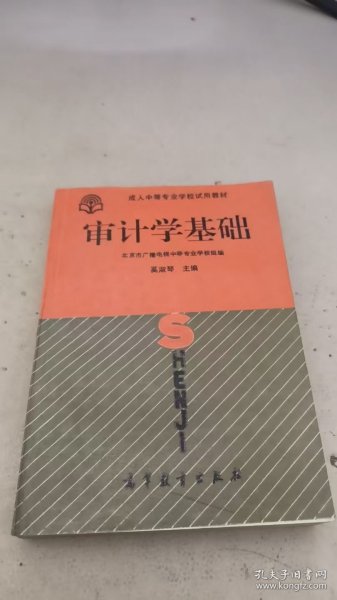 成人中等专业学校试用教材
审计学基础
北京市广播电视中等专业学校组编
吴淑琴 主编
SHENJI
高等教育出版社
孔夫子旧书网